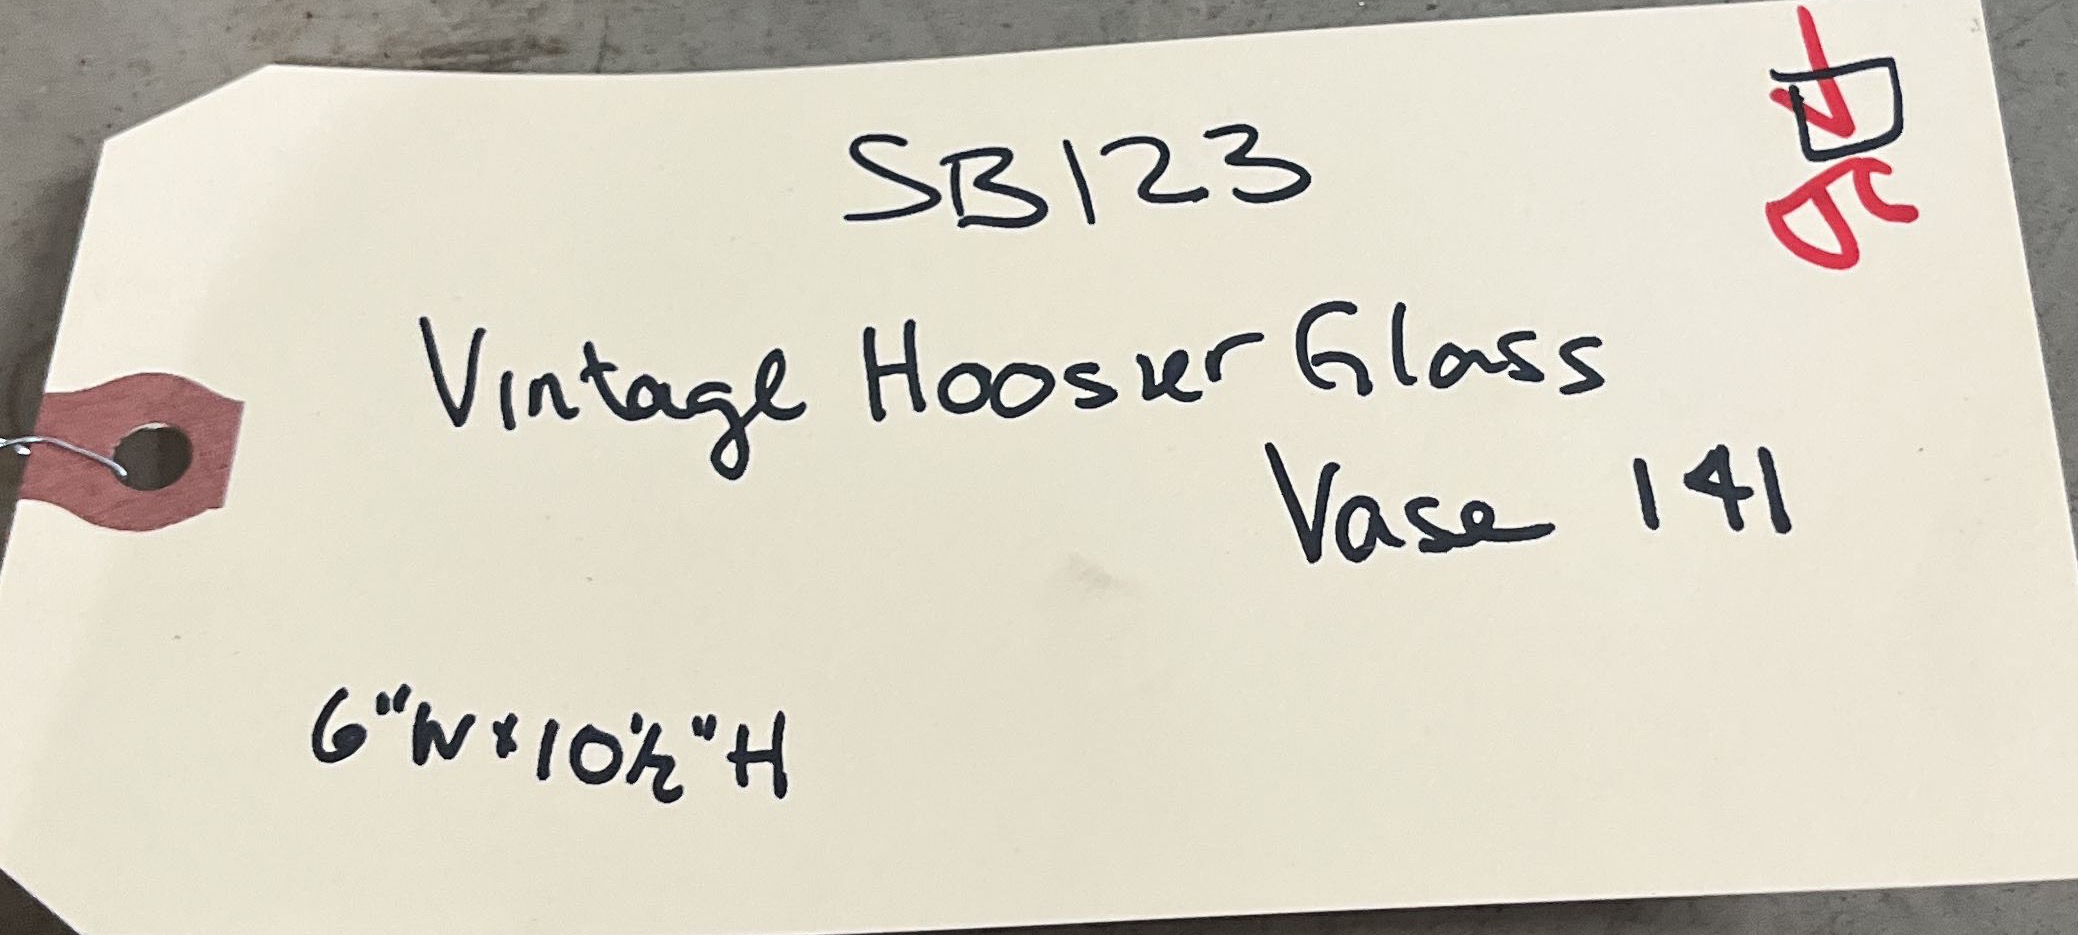 SB123
Vintage Hoosier Glass
Vase 141
6"W x 10½"H